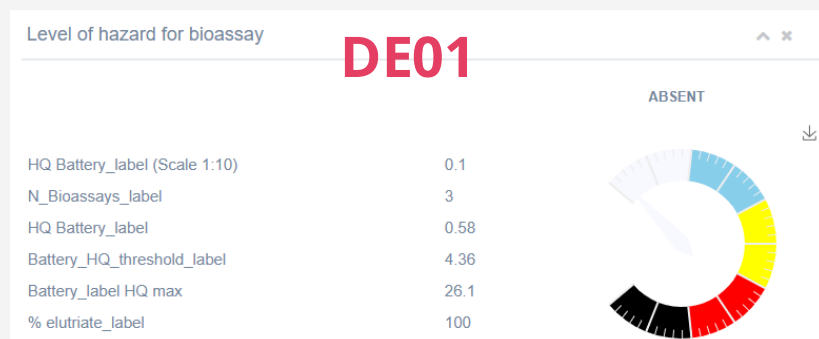 Level of hazard for bioassay
DE01
ABSENT
HQ Battery_label (Scale 1:10) 0.1
N_Bioassays_label 3
HQ Battery_label 0.58
Battery_HQ_threshold_label 4.36
Battery_label HQ max 26.1
% elutriate_label 100